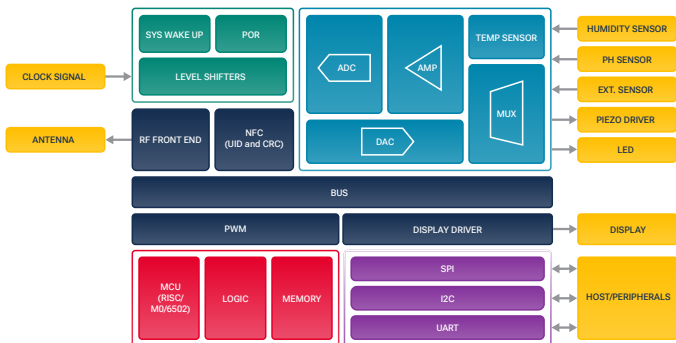 SYS WAKE UP
POR
LEVEL SHIFTERS
CLOCK SIGNAL
ANTENNA
RF FRONT END
NFC
(UID and CRC)
ADC
AMP
TEMP SENSOR
MUX
DAC
HUMIDITY SENSOR
PH SENSOR
EXT. SENSOR
PIEZO DRIVER
LED
BUS
PWM
DISPLAY DRIVER
DISPLAY
MCU
(RISC/
M0/6502)
LOGIC
MEMORY
SPI
I2C
UART
HOST/PERIPHERALS